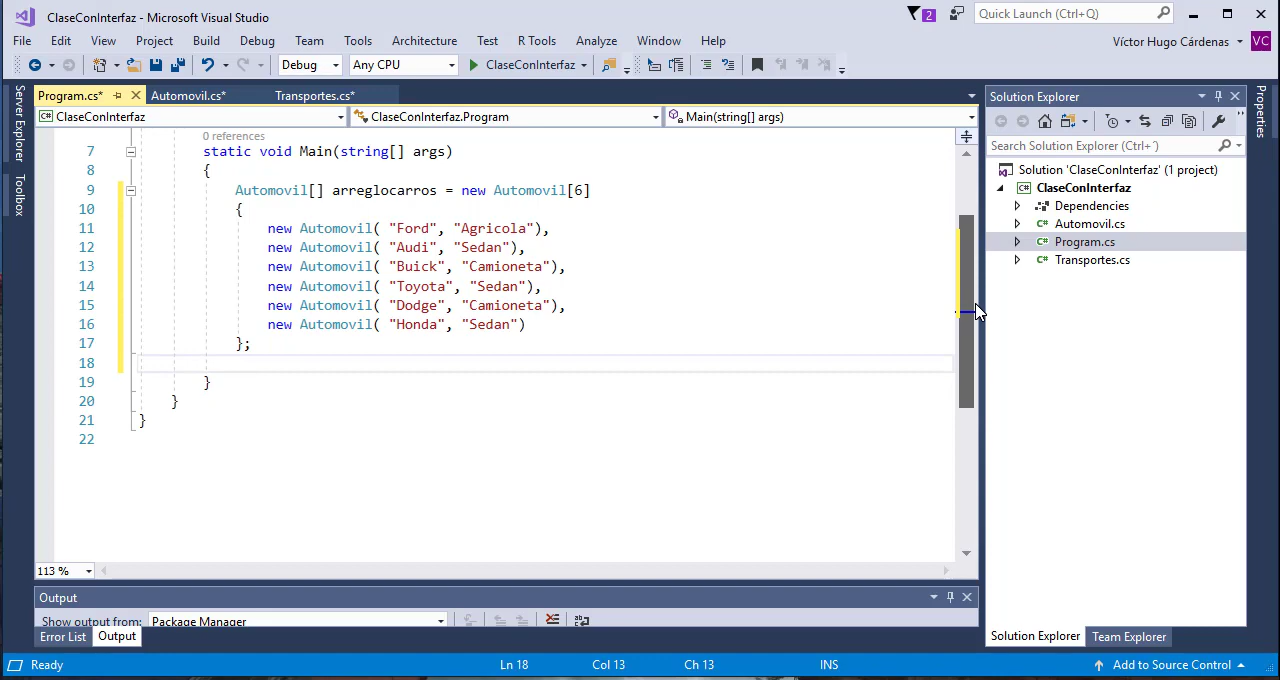 ClaseConInterfaz - Microsoft Visual Studio
2
Quick Launch (Ctrl+Q)
File Edit View Project Build Debug Team Tools Architecture Test R Tools Analyze Window Help
Víctor Hugo Cárdenas VC
Debug Any CPU ClaseConInterfaz
Server Explorer
Toolbox
Program.cs* Automovil.cs* Transportes.cs*
ClaseConInterfaz ClaseConInterfaz.Program Main(string[] args)
0 references
7 static void Main(string[] args)
8 {
9 Automovil[] arreglocarros = new Automovil[6]
10 {
11 new Automovil( "Ford", "Agricola"),
12 new Automovil( "Audi", "Sedan"),
13 new Automovil( "Buick", "Camioneta"),
14 new Automovil( "Toyota", "Sedan"),
15 new Automovil( "Dodge", "Camioneta"),
16 new Automovil( "Honda", "Sedan")
17 };
18
19 }
20 }
21 }
22
113 %
Output
Show output from: Package Manager
Error List Output
Solution Explorer
Search Solution Explorer (Ctrl+´)
Solution 'ClaseConInterfaz' (1 project)
ClaseConInterfaz
Dependencies
Automovil.cs
Program.cs
Transportes.cs
Solution Explorer Team Explorer
Properties
Ready Ln 18 Col 13 Ch 13 INS Add to Source Control